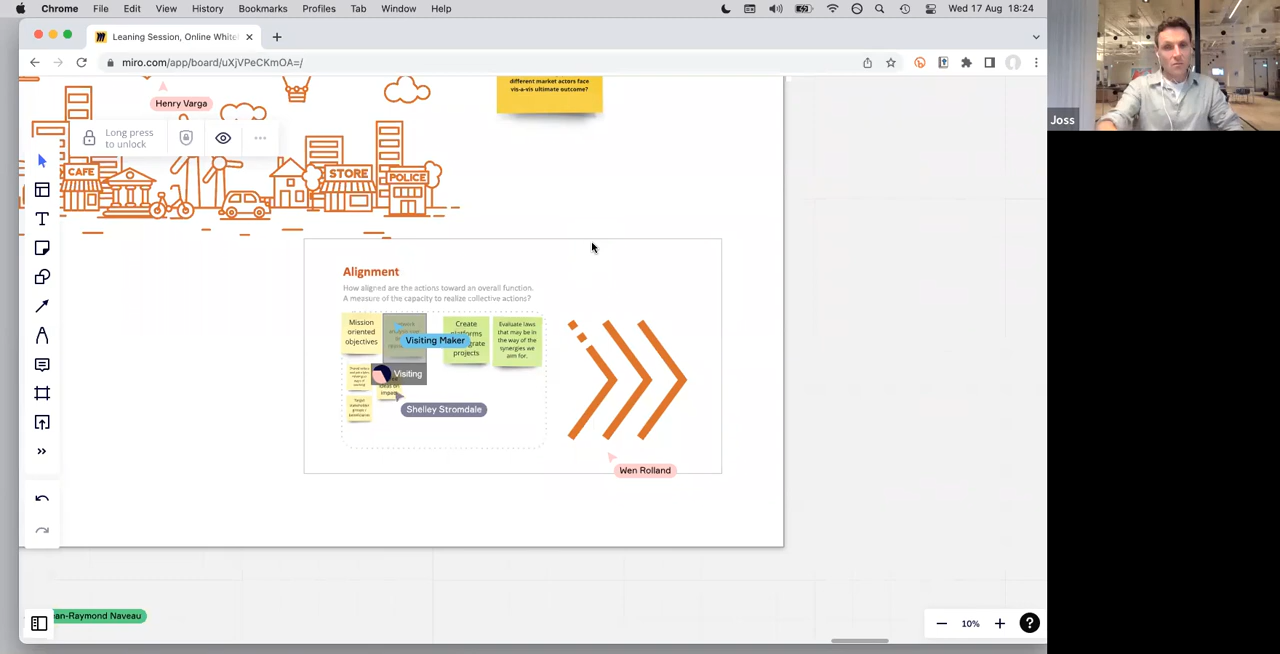 Chrome File Edit View History Bookmarks Profiles Tab Window Help
Wed 17 Aug 18:24
Leaning Session, Online White
miro.com/app/board/uXjVPeCKmOA=/
Joss
different market actors face
vis-a-vis ultimate outcome?
Henry Varga
Long press
to unlock
CAFE
STORE
POLICE
Alignment
How aligned are the actions toward an overall function.
A measure of the capacity to realize collective actions?
Mission
oriented
objectives
Create
platforms
projects
Evaluate laws
that may be in
the way of the
synergies we
aim for.
Visiting Maker
Visiting
ideas on
impact
Shelley Stromdale
Wen Rolland
an-Raymond Naveau
10%